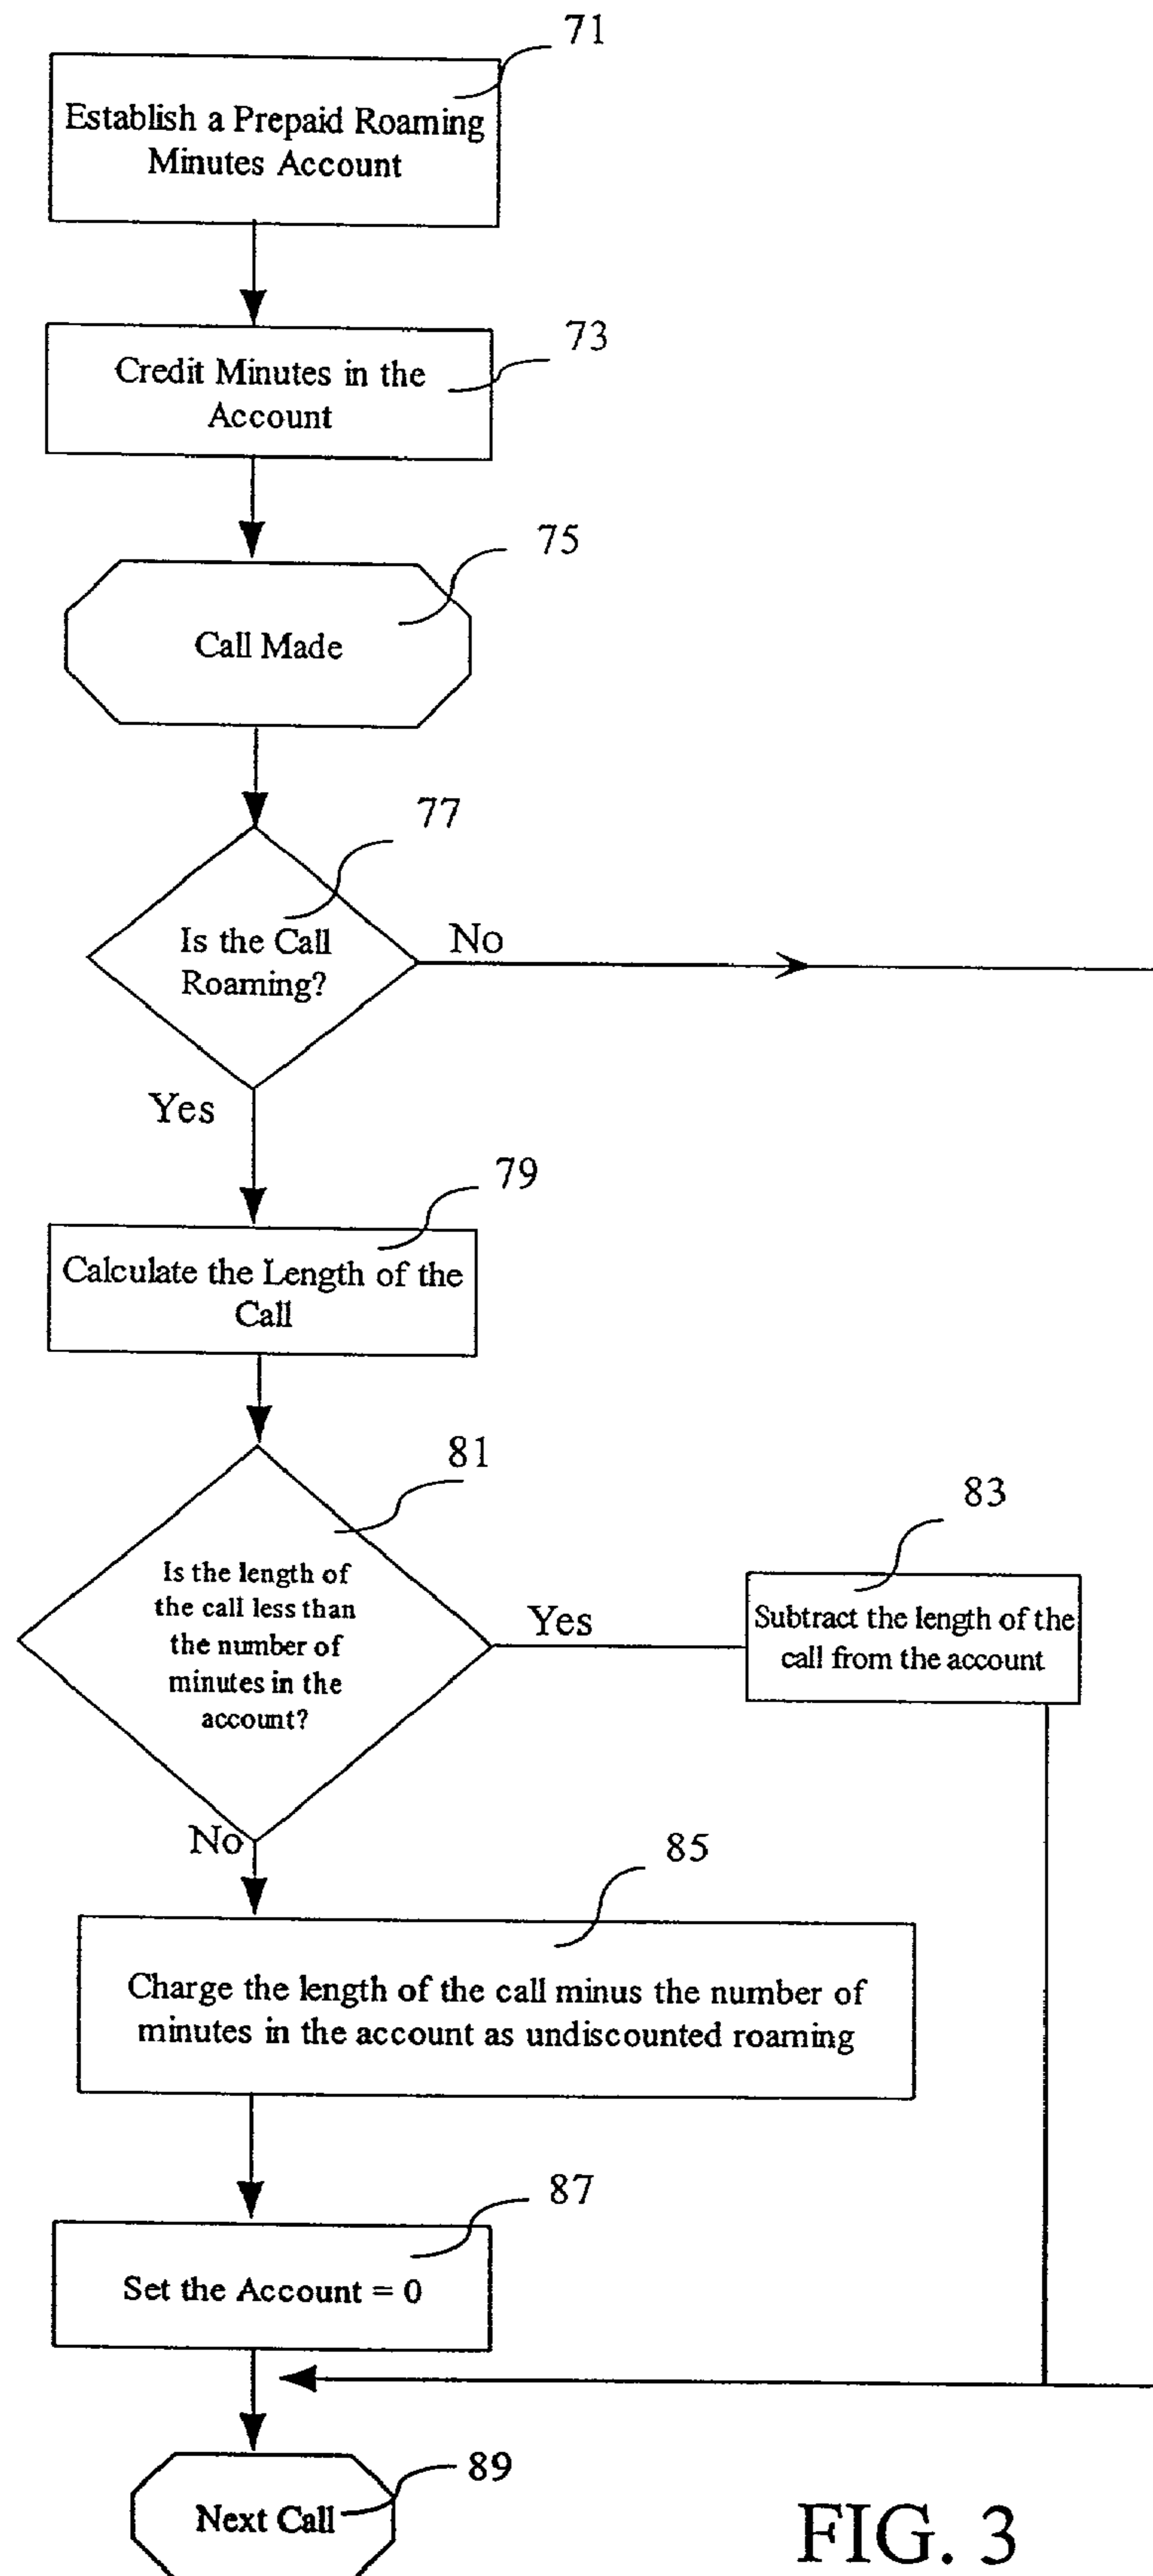 71
Establish a Prepaid Roaming
Minutes Account
73
Credit Minutes in the
Account
75
Call Made
77
Is the Call
Roaming?
No
Yes
79
Calculate the Length of the
Call
81
Is the length of
the call less than
the number of
minutes in the
account?
Yes
83
Subtract the length of the
call from the account
No
85
Charge the length of the call minus the number of
minutes in the account as undiscounted roaming
87
Set the Account = 0
89
Next Call
FIG. 3